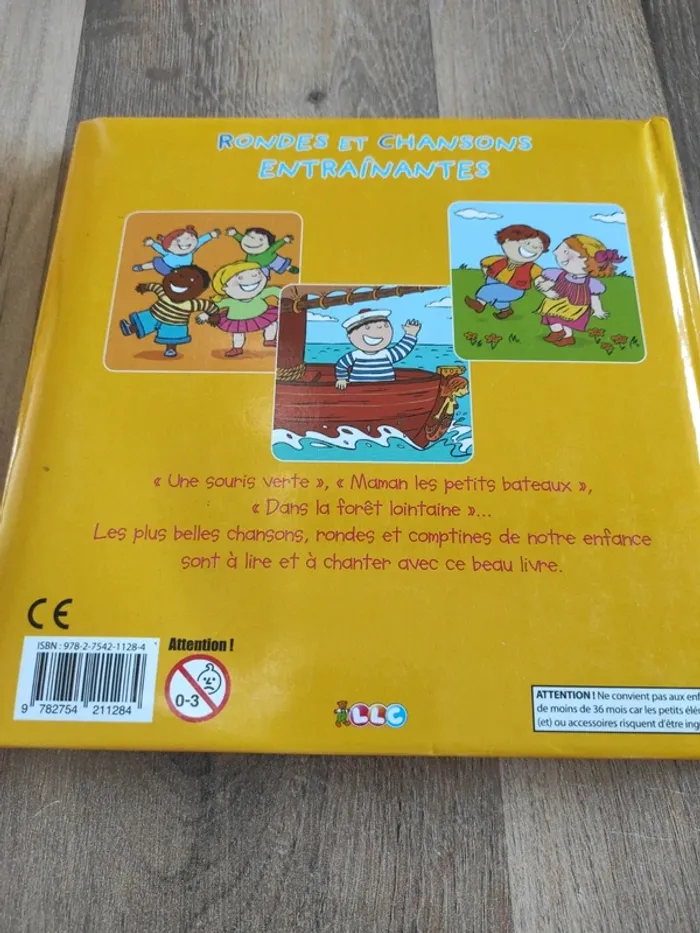 RONDES ET CHANSONS
ENTRAÎNANTES
« Une souris verte », « Maman les petits bateaux »,
« Dans la forêt lointaine »...
Les plus belles chansons, rondes et comptines de notre enfance
sont à lire et à chanter avec ce beau livre.
CE
ISBN : 978-2-7542-1128-4
9 782754 211284
Attention !
0-3
LLC
ATTENTION ! Ne convient pas aux enf
de moins de 36 mois car les petits élé
(et) ou accessoires risquent d'être ing